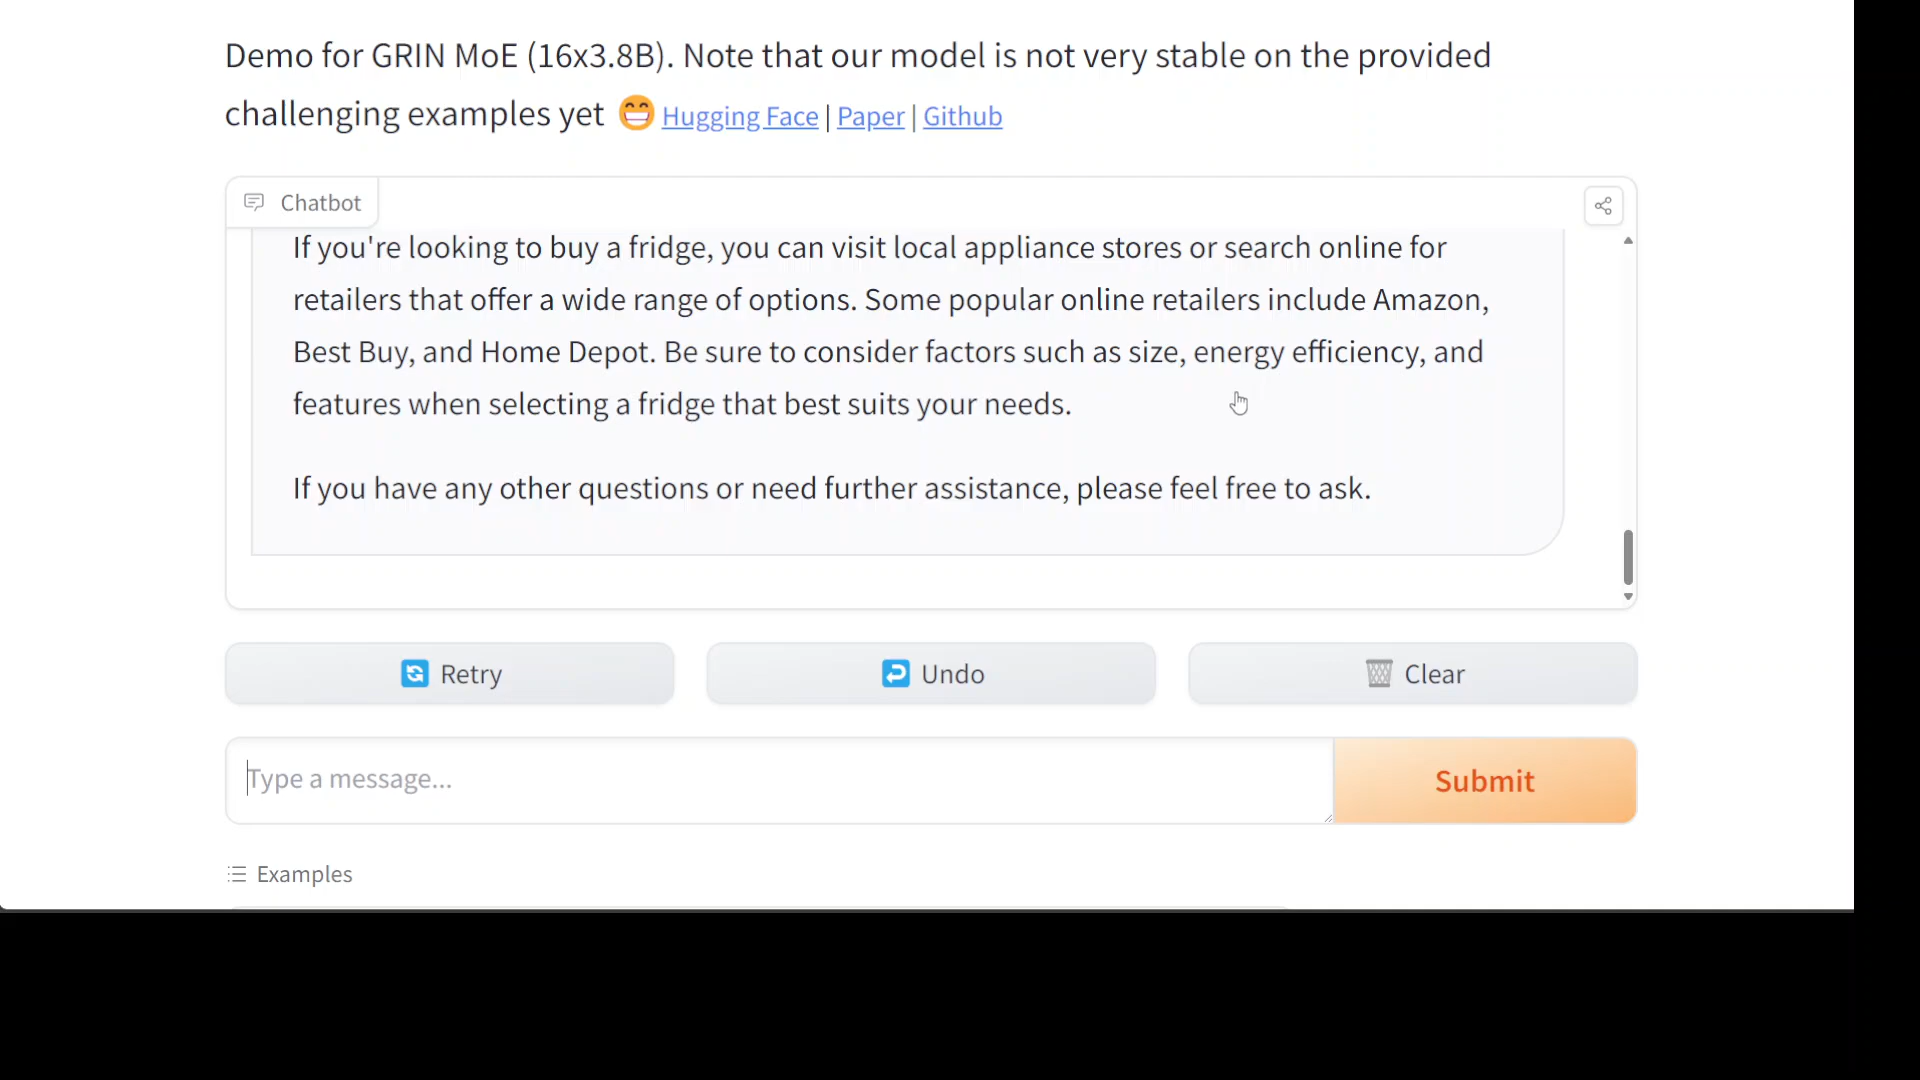 Demo for GRIN MoE (16x3.8B). Note that our model is not very stable on the provided
challenging examples yet 😁 Hugging Face | Paper | Github
Chatbot
If you're looking to buy a fridge, you can visit local appliance stores or search online for
retailers that offer a wide range of options. Some popular online retailers include Amazon,
Best Buy, and Home Depot. Be sure to consider factors such as size, energy efficiency, and
features when selecting a fridge that best suits your needs.
If you have any other questions or need further assistance, please feel free to ask.
Retry
Undo
Clear
Type a message...
Submit
Examples